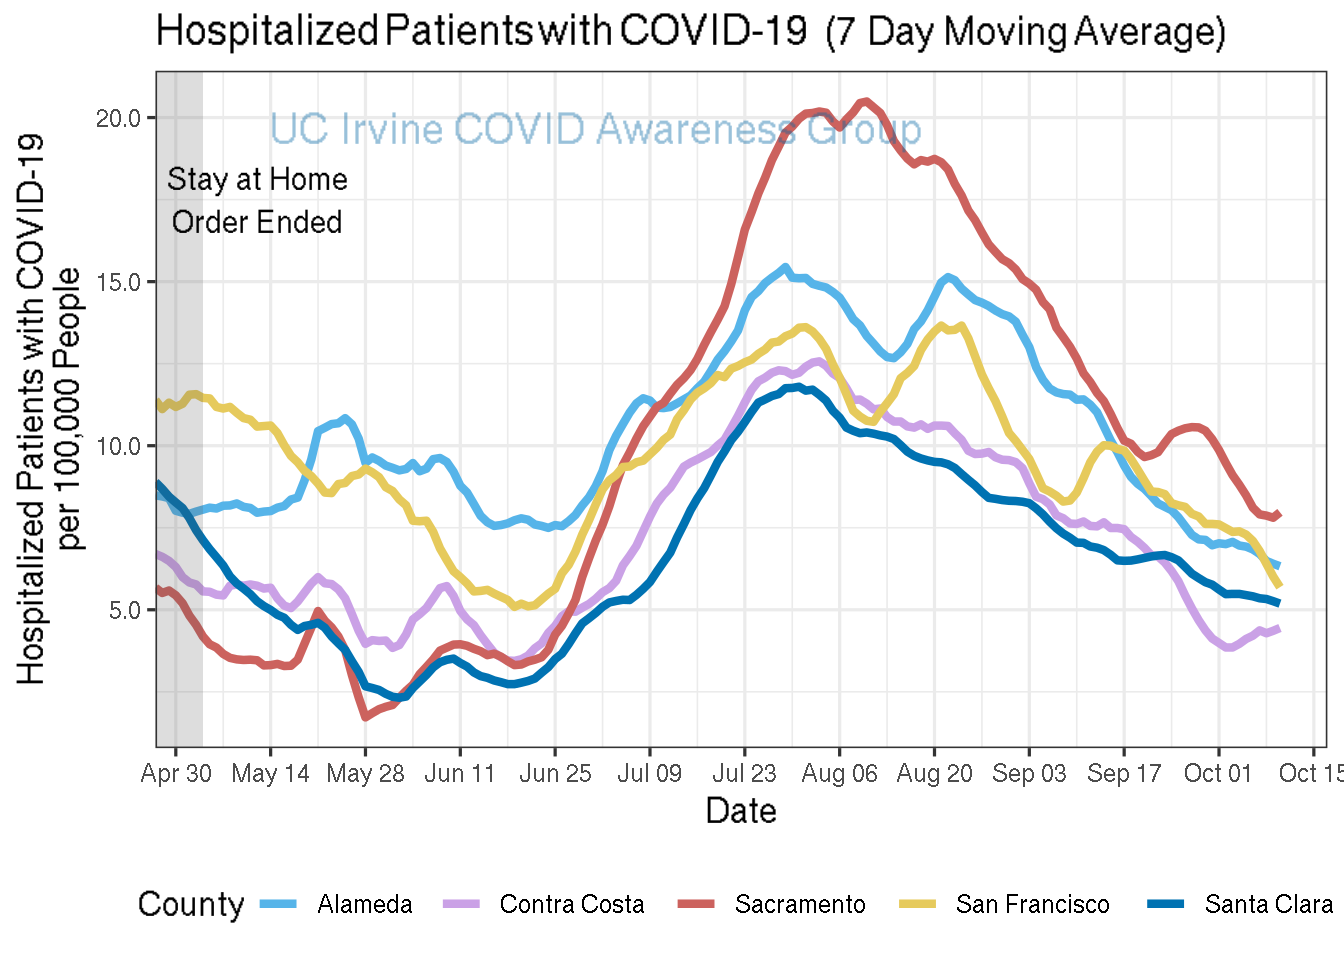 Hospitalized Patients with COVID-19 (7 Day Moving Average)
UC Irvine COVID Awareness Group
Stay at Home
Order Ended
Hospitalized Patients with COVID-19
per 100,000 People
20.0
15.0
10.0
5.0
Apr 30 May 14 May 28 Jun 11 Jun 25 Jul 09 Jul 23 Aug 06 Aug 20 Sep 03 Sep 17 Oct 01 Oct 15
Date
County Alameda Contra Costa Sacramento San Francisco Santa Clara